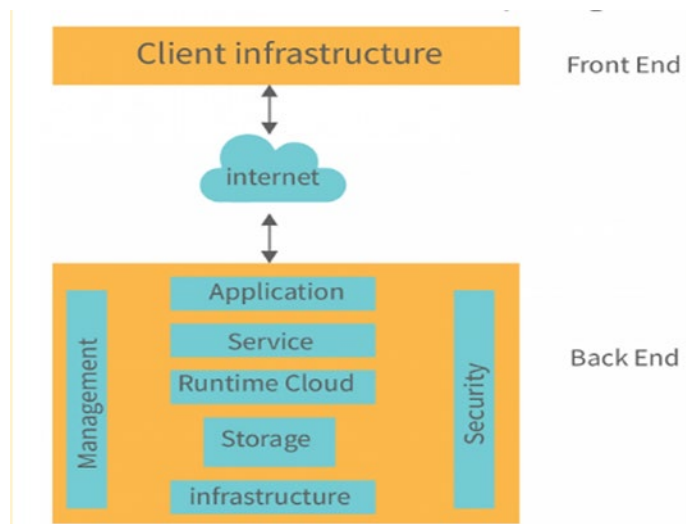 Client infrastructure
Front End
internet
Application
Service
Runtime Cloud
Storage
infrastructure
Management
Security
Back End